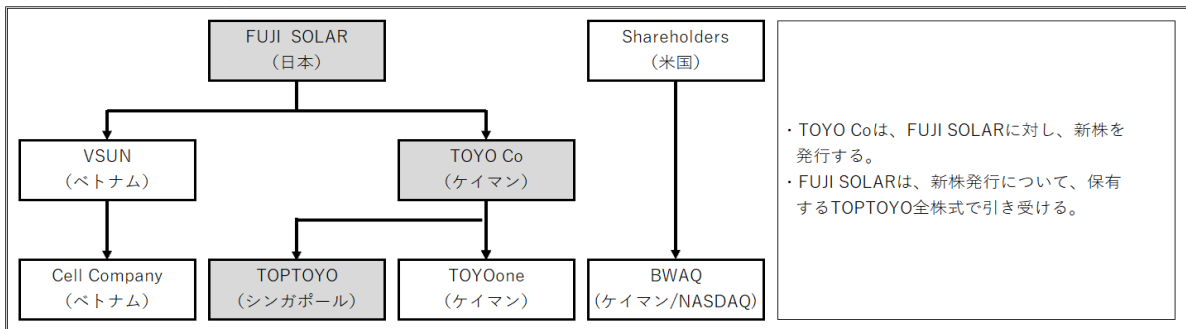 FUJI SOLAR
（日本）
Shareholders
（米国）
VSUN
（ベトナム）
TOYO Co
（ケイマン）
Cell Company
（ベトナム）
TOPTOYO
（シンガポール）
TOYOone
（ケイマン）
BWAQ
（ケイマン/NASDAQ）
・TOYO Coは、FUJI SOLARに対し、新株を
発行する。
・FUJI SOLARは、新株発行について、保有
するTOPTOYO全株式で引き受ける。